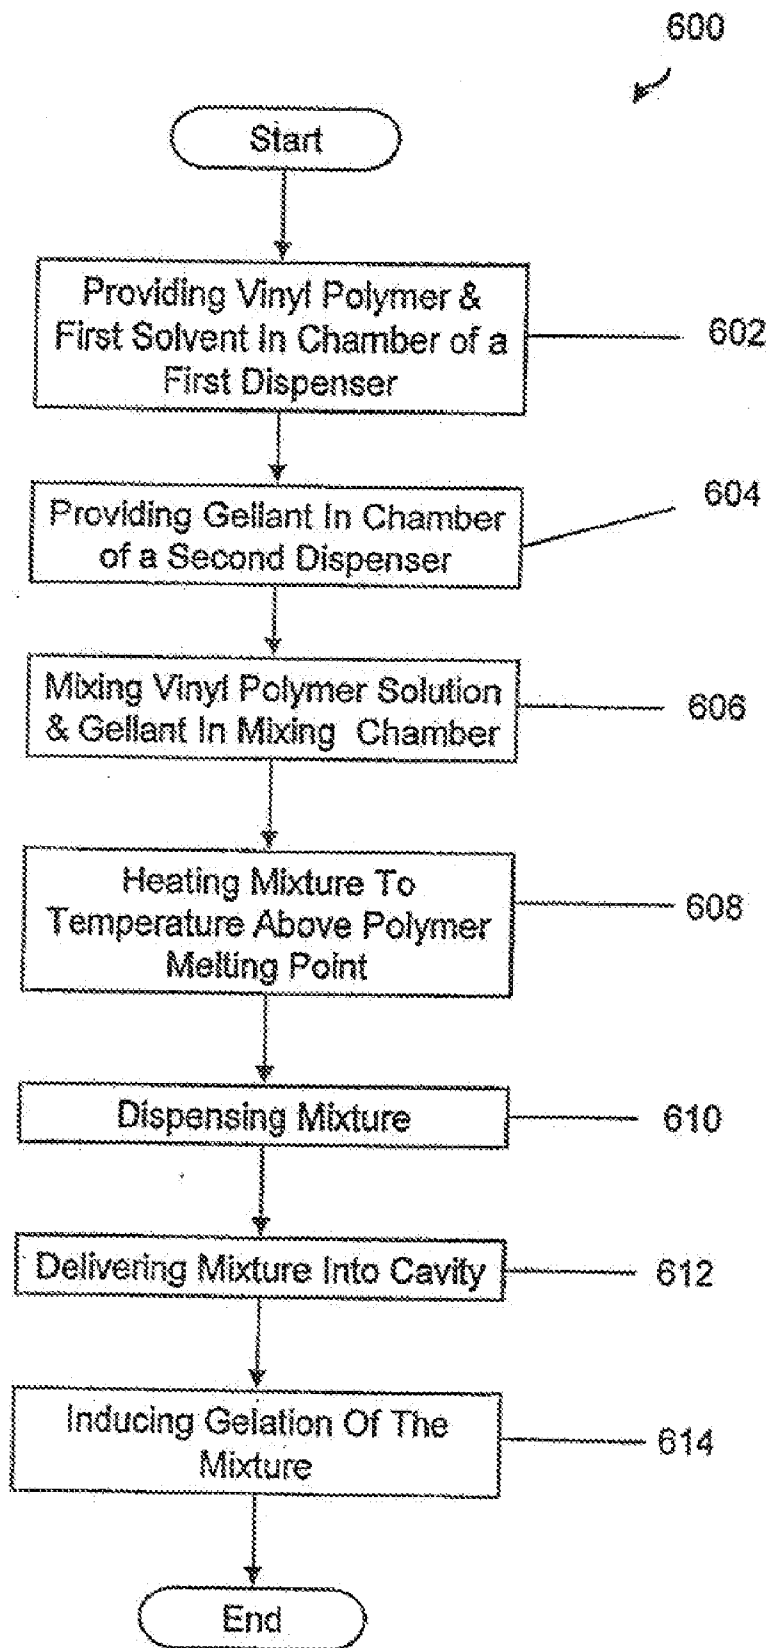 600
Start
Providing Vinyl Polymer &
First Solvent In Chamber of a
First Dispenser
602
Providing Gellant In Chamber
of a Second Dispenser
604
Mixing Vinyl Polymer Solution
& Gellant In Mixing Chamber
606
Heating Mixture To
Temperature Above Polymer
Melting Point
608
Dispensing Mixture
610
Delivering Mixture Into Cavity
612
Inducing Gelation Of The
Mixture
614
End